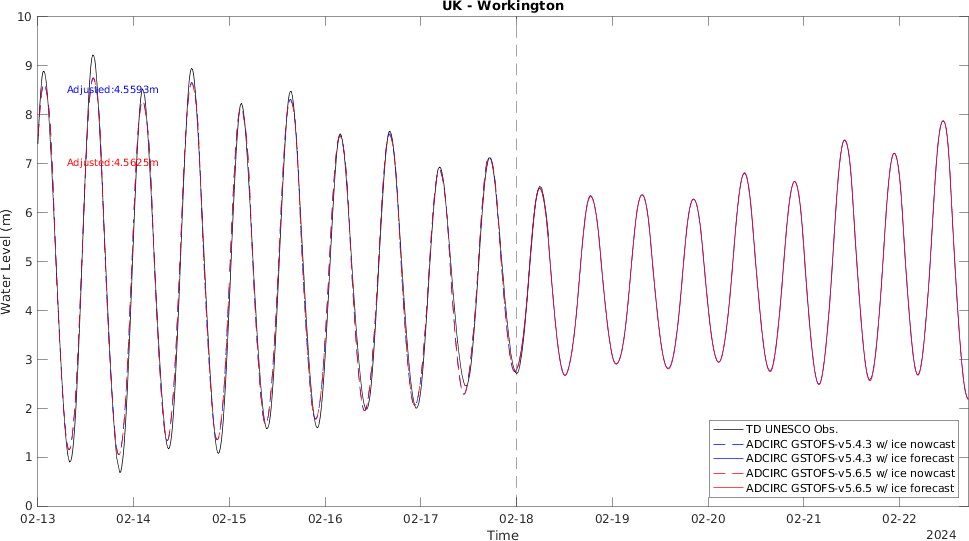 UK - Workington
10
9
8
7
6
5
4
3
2
1
0
Water Level (m)
Adjusted:4.5593m
Adjusted:4.5625m
TD UNESCO Obs.
ADCIRC GSTOFS-v5.4.3 w/ ice nowcast
ADCIRC GSTOFS-v5.4.3 w/ ice forecast
ADCIRC GSTOFS-v5.6.5 w/ ice nowcast
ADCIRC GSTOFS-v5.6.5 w/ ice forecast
02-13 02-14 02-15 02-16 02-17 02-18 02-19 02-20 02-21 02-22
Time
2024